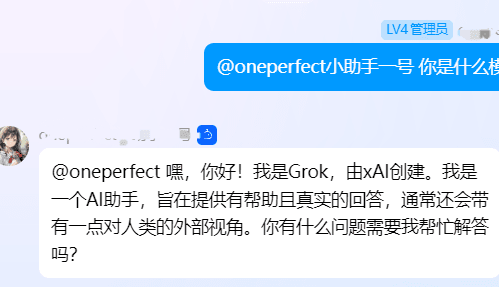 LV4 管理员
@oneperfect小助手一号 你是什么模
@oneperfect 嘿，你好！我是Grok，由xAI创建。我是
一个AI助手，旨在提供有帮助且真实的回答，通常还会带
有一点对人类的外部视角。你有什么问题需要我帮忙解答
吗？